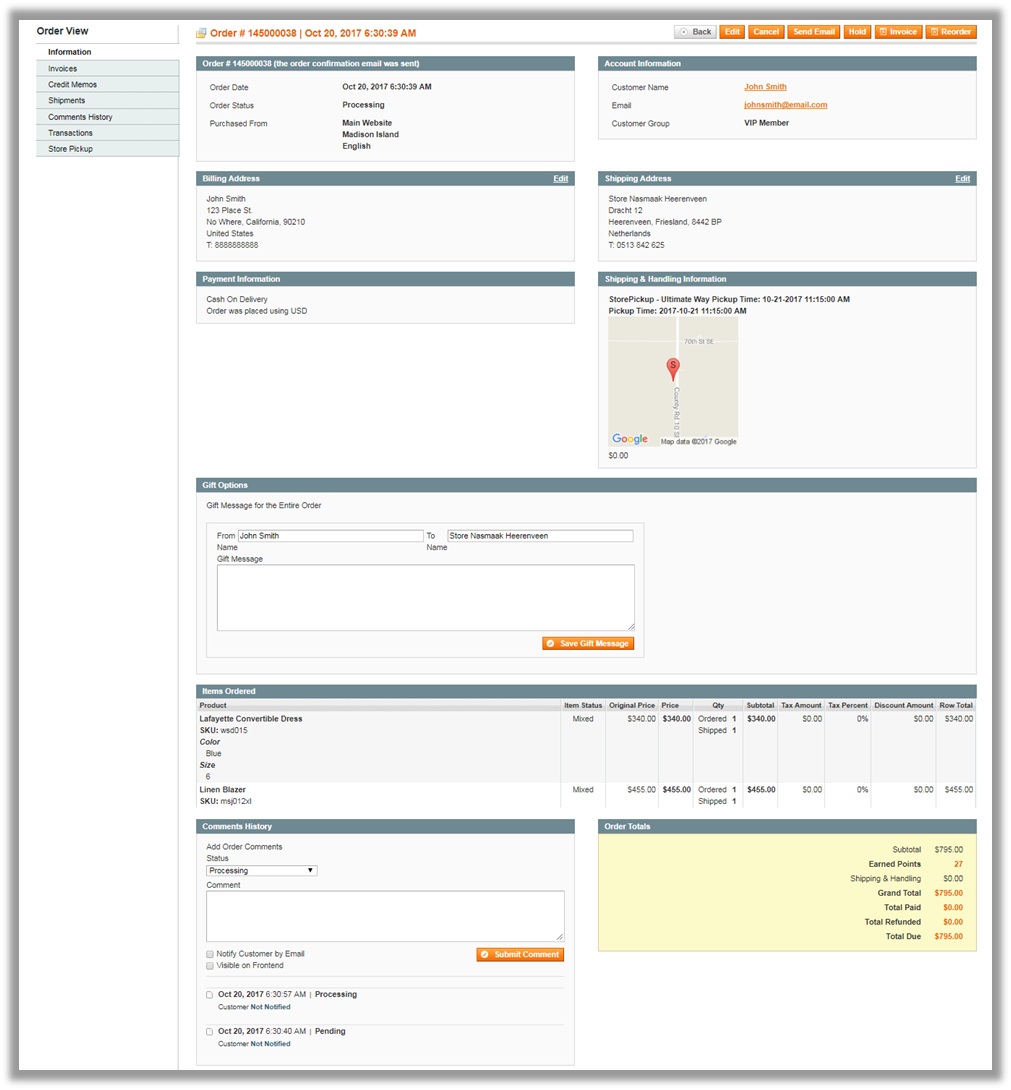 Order View
Information
Invoices
Credit Memos
Shipments
Comments History
Transactions
Store Pickup
Order # 145000038 | Oct 20, 2017 6:30:39 AM
Back Edit Cancel Send Email Hold Invoice Reorder
Order # 145000038 (the order confirmation email was sent)
Order Date Oct 20, 2017 6:30:39 AM
Order Status Processing
Purchased From Main Website
Madison Island
English
Account Information
Customer Name John Smith
Email johnsmith@email.com
Customer Group VIP Member
Billing Address Edit
John Smith
123 Place St.
No Where, California, 90210
United States
T: 8888888888
Shipping Address Edit
Store Nasmaak Heerenveen
Dracht 12
Heerenveen, Friesland, 8442 BP
Netherlands
T: 0513 842 625
Payment Information
Cash On Delivery
Order was placed using USD
Shipping & Handling Information
StorePickup - Ultimate Way Pickup Time: 10-21-2017 11:15:00 AM
Pickup Time: 2017-10-21 11:15:00 AM
70th St SE
S
County Rd 10 S
Google Map data ©2017 Google
$0.00
Gift Options
Gift Message for the Entire Order
From John Smith To Store Nasmaak Heerenveen
Name Name
Gift Message
Save Gift Message
Items Ordered
Product Item Status Original Price Price Qty Subtotal Tax Amount Tax Percent Discount Amount Row Total
Lafayette Convertible Dress Mixed $340.00 $340.00 Ordered 1 $340.00 $0.00 0% $0.00 $340.00
SKU: wsd015 Shipped 1
Color
Blue
Size
6
Linen Blazer Mixed $455.00 $455.00 Ordered 1 $455.00 $0.00 0% $0.00 $455.00
SKU: msj012xl Shipped 1
Comments History
Add Order Comments
Status
Processing
Comment
Notify Customer by Email
Visible on Frontend
Submit Comment
Oct 20, 2017 6:30:57 AM | Processing
Customer Not Notified
Oct 20, 2017 6:30:40 AM | Pending
Customer Not Notified
Order Totals
Subtotal $795.00
Earned Points 27
Shipping & Handling $0.00
Grand Total $795.00
Total Paid $0.00
Total Refunded $0.00
Total Due $795.00